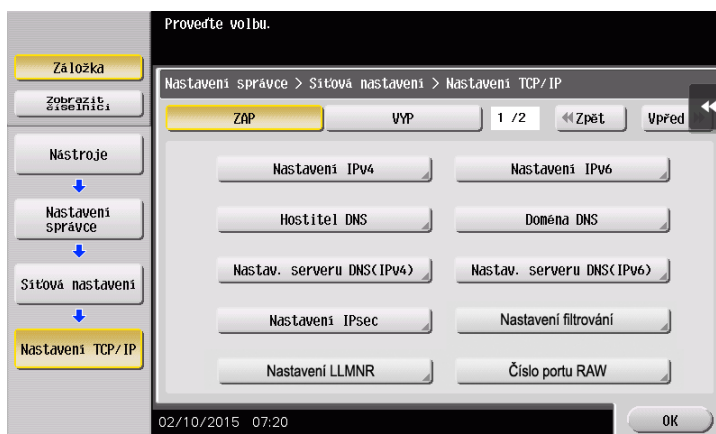 Proveďte volbu.
Záložka
Zobrazit
číselníci
Nástroje
Nastavení
správce
Síťová nastavení
Nastavení TCP/IP
Nastavení správce > Síťová nastavení > Nastavení TCP/IP
ZAP
VYP
1 /2
Zpět
Vpřed
Nastavení IPv4
Nastavení IPv6
Hostitel DNS
Doména DNS
Nastav. serveru DNS(IPv4)
Nastav. serveru DNS(IPv6)
Nastavení IPsec
Nastavení filtrování
Nastavení LLMNR
Číslo portu RAW
02/10/2015 07:20
OK